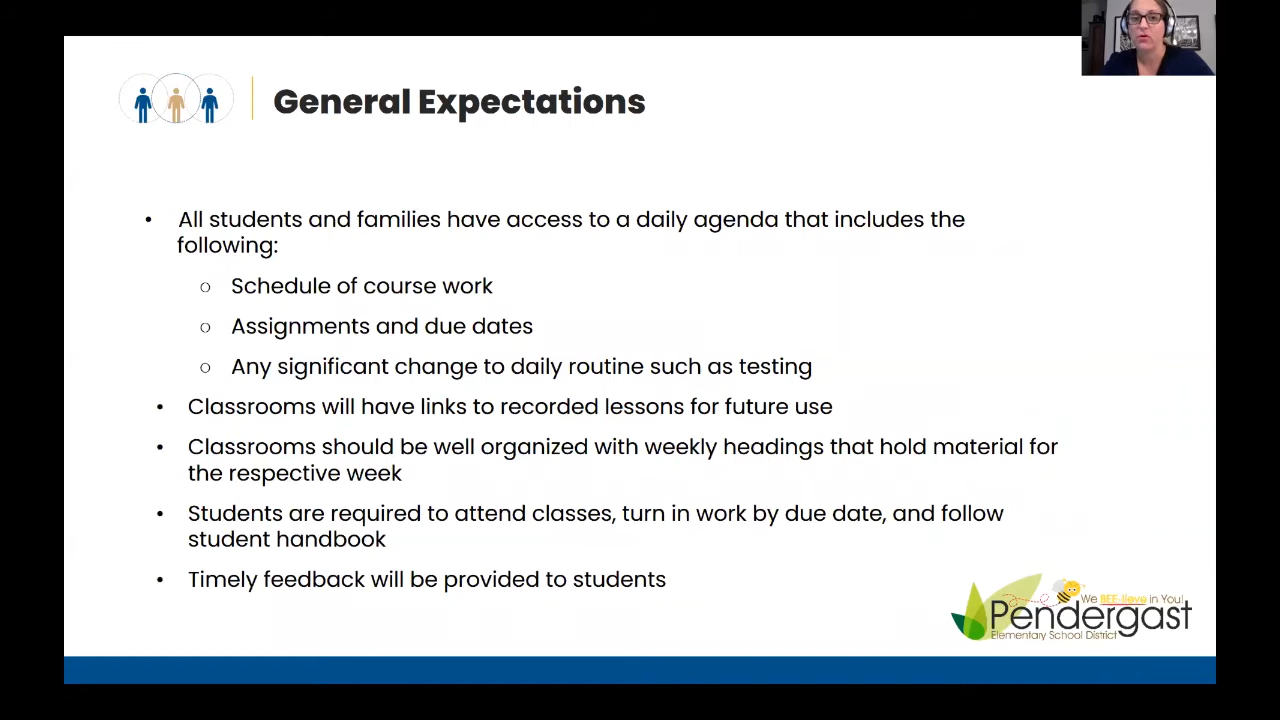 General Expectations
• All students and families have access to a daily agenda that includes the
following:
○ Schedule of course work
○ Assignments and due dates
○ Any significant change to daily routine such as testing
• Classrooms will have links to recorded lessons for future use
• Classrooms should be well organized with weekly headings that hold material for
the respective week
• Students are required to attend classes, turn in work by due date, and follow
student handbook
• Timely feedback will be provided to students
We BEE-lieve in You!
Pendergast
Elementary School District